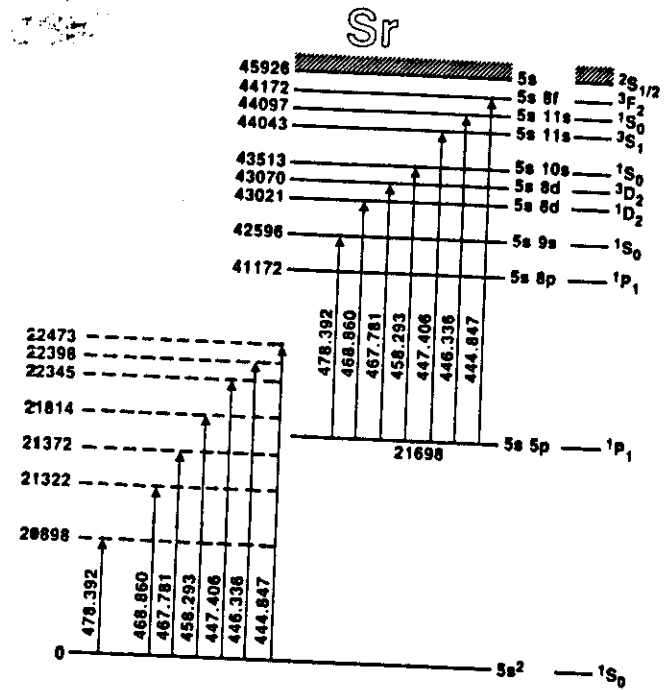 Sr
45926 5s ²S₁/₂
44172 5s 8f ³F₂
44097 5s 11s ¹S₀
44043 5s 11s ³S₁
43513 5s 10s ¹S₀
43070 5s 8d ³D₂
43021 5s 8d ¹D₂
42596 5s 9s ¹S₀
41172 5s 8p ¹P₁
478.392 468.860 467.781 458.293 447.406 446.336 444.847
5s 5p ¹P₁
21698
22473
22398
22345
21814
21372
21322
20898
478.392 468.860 467.781 458.293 447.406 446.336 444.847
0 5s² ¹S₀